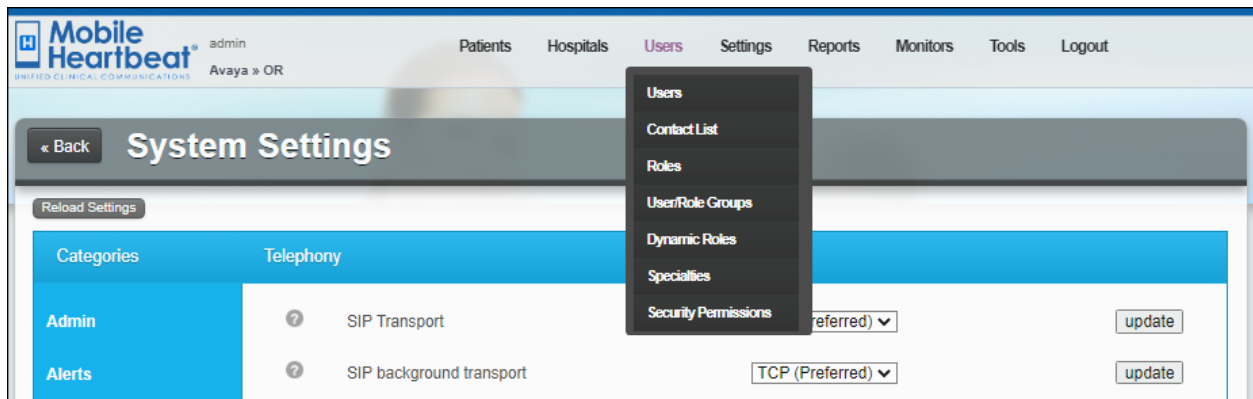 Mobile
Heartbeat®
UNIFIED CLINICAL COMMUNICATIONS
admin
Avaya » OR
Patients Hospitals Users Settings Reports Monitors Tools Logout
Users
Contact List
Roles
User/Role Groups
Dynamic Roles
Specialties
Security Permissions
« Back System Settings
Reload Settings
Categories Telephony
Admin SIP Transport referred) update
Alerts SIP background transport TCP (Preferred) update